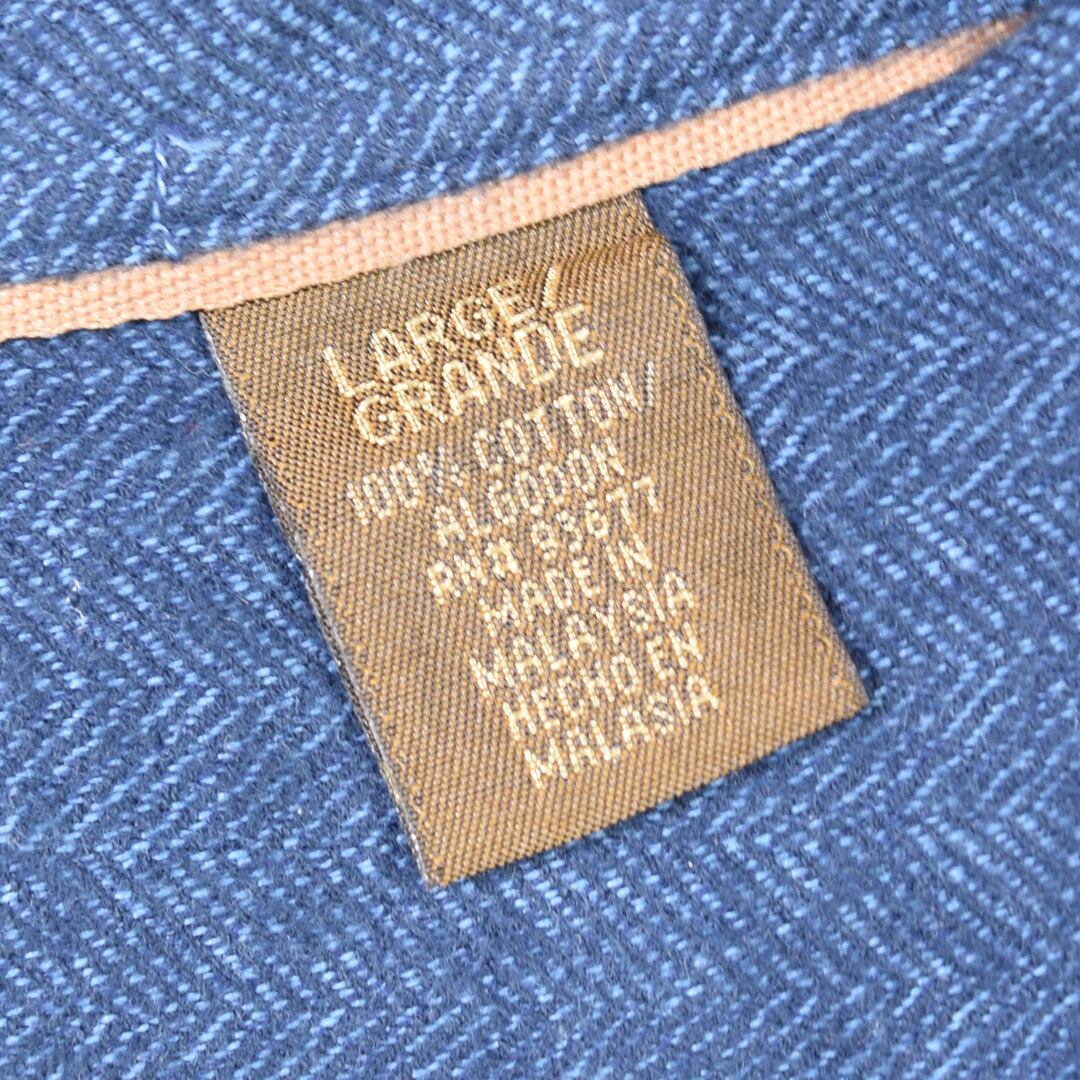 LARGE/
GRANDE
100% COTTON/
ALGODON
RN# 93677
MADE IN
MALAYSIA
HECHO EN
MALASIA